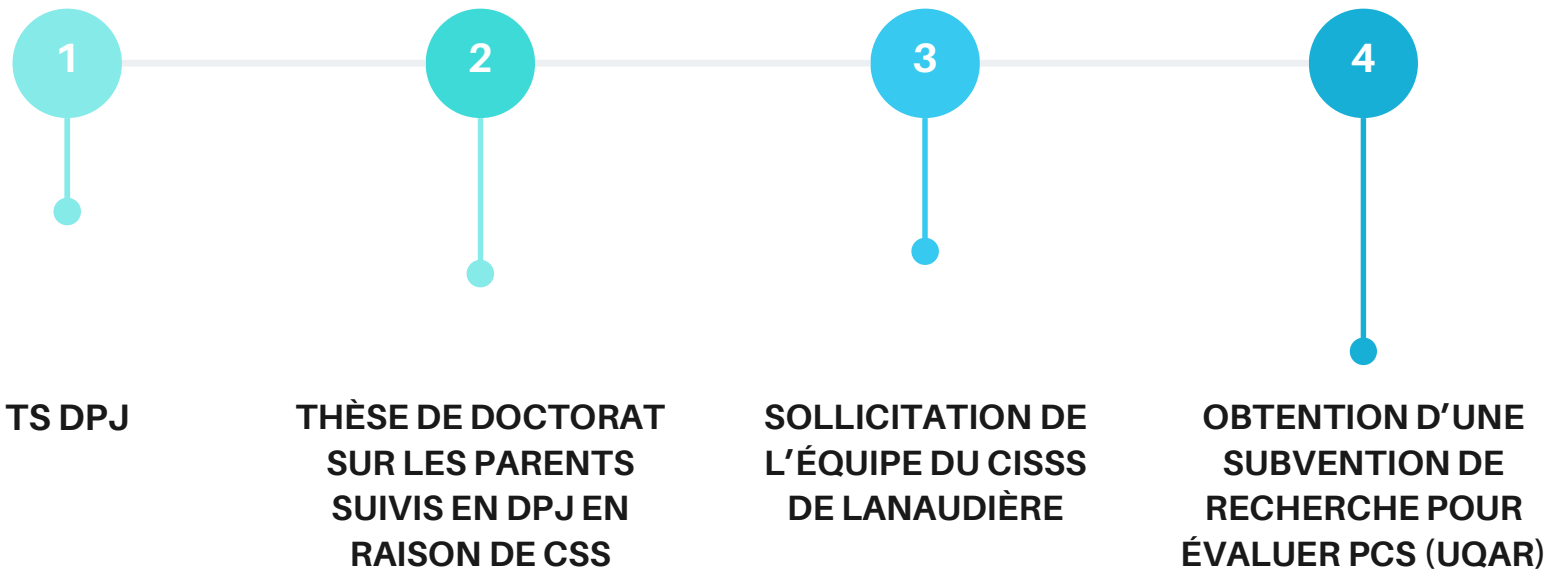 1
TS DPJ
2
THÈSE DE DOCTORAT
SUR LES PARENTS
SUIVIS EN DPJ EN
RAISON DE CSS
3
SOLLICITATION DE
L’ÉQUIPE DU CISSS
DE LANAUDIÈRE
4
OBTENTION D’UNE
SUBVENTION DE
RECHERCHE POUR
ÉVALUER PCS (UQAR)